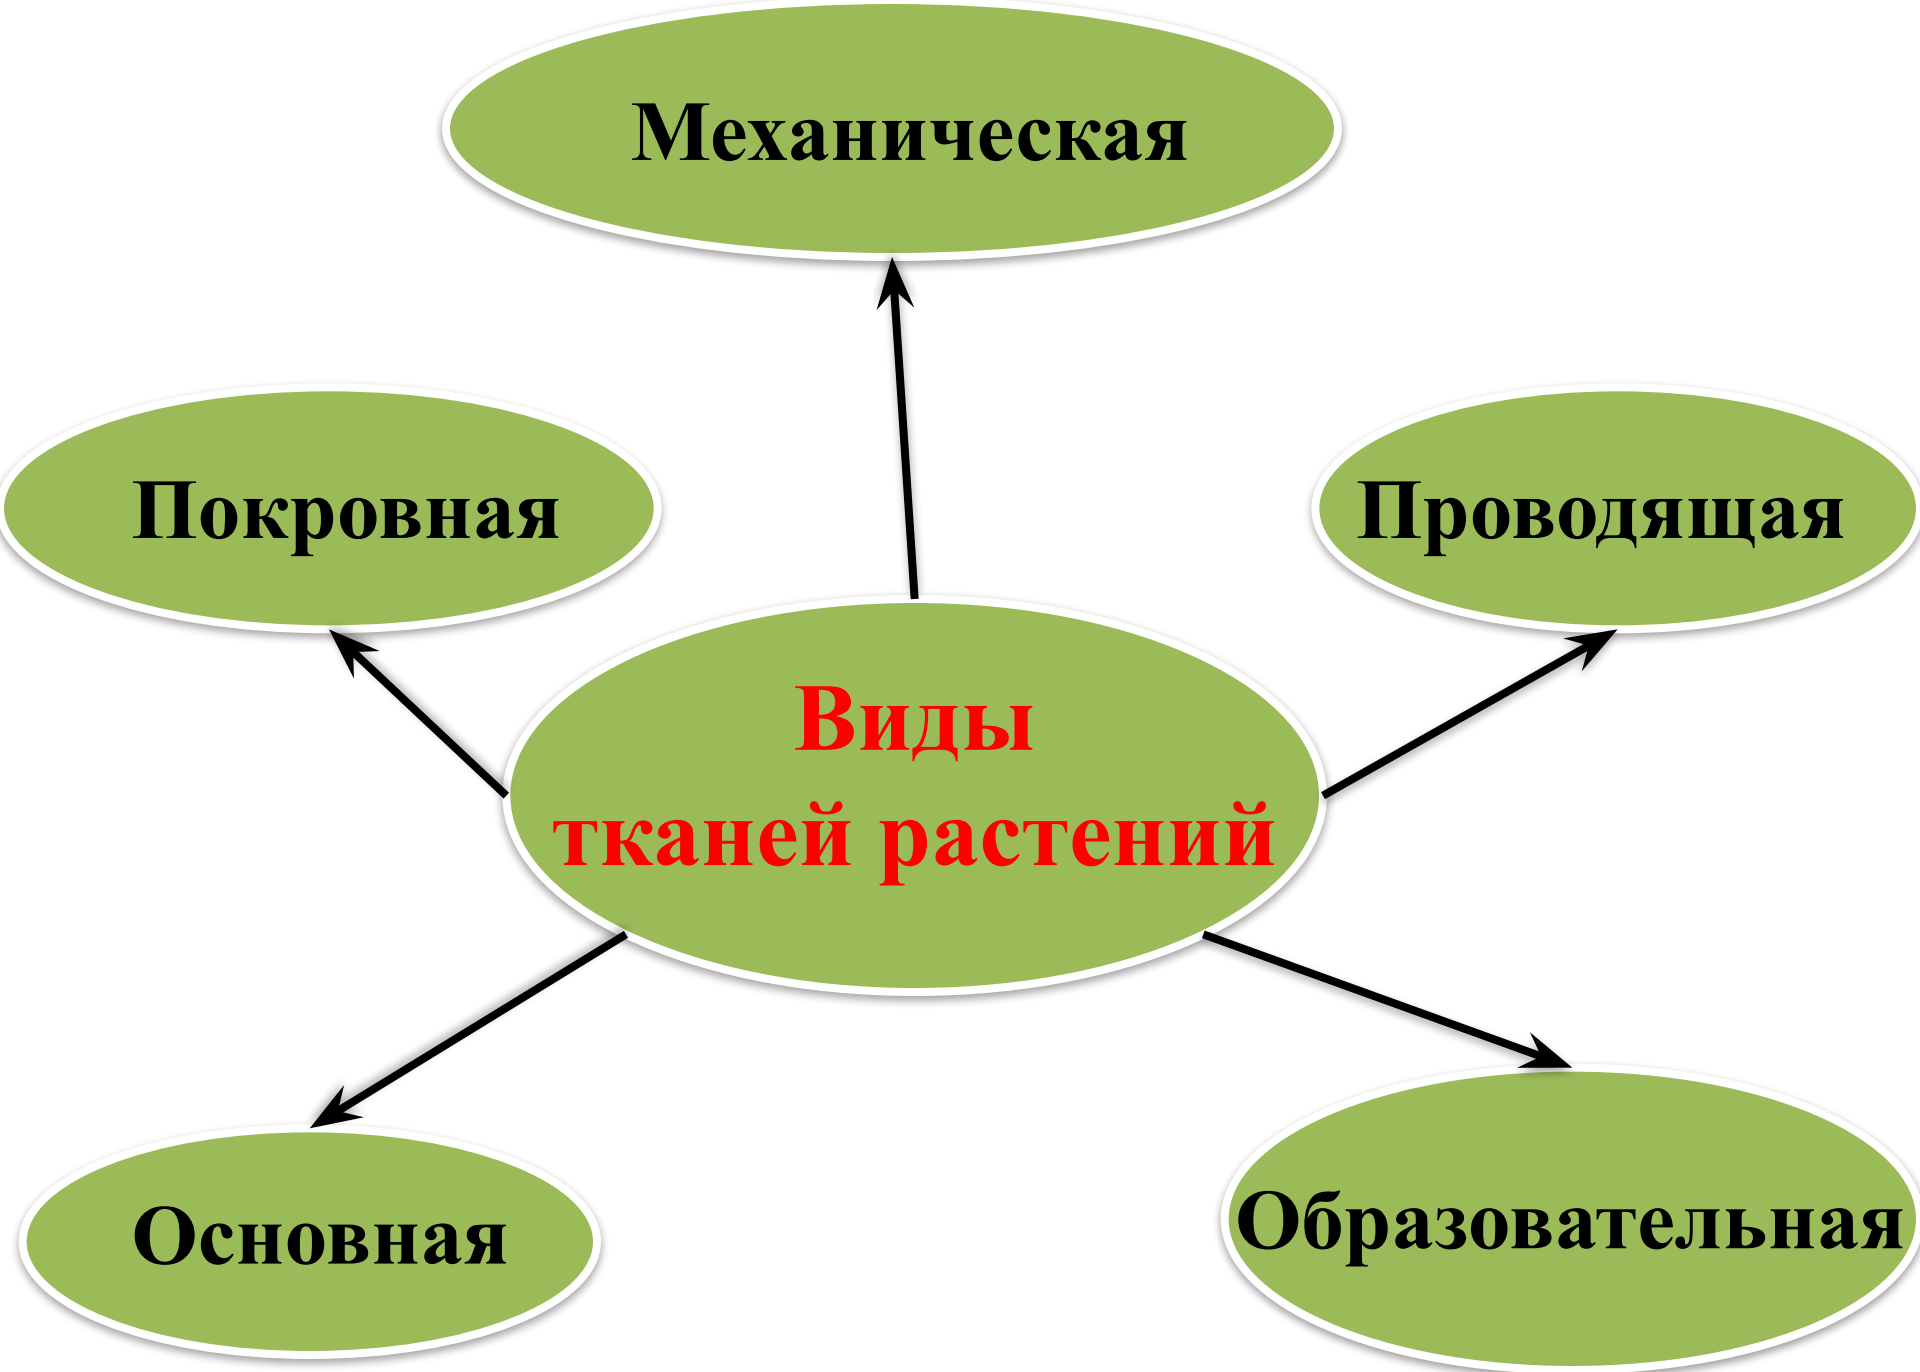 Механическая
Покровная
Проводящая
Виды
тканей растений
Основная
Образовательная